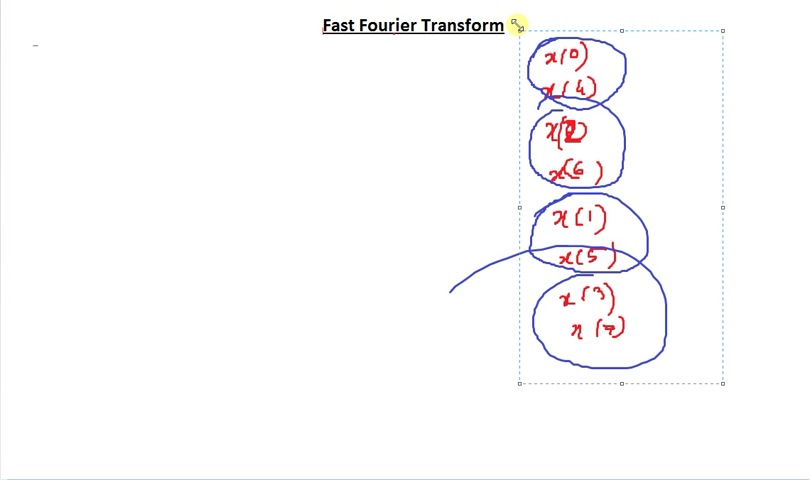 Fast Fourier Transform
x(0)
x(4)
x(2)
x(6)
x(1)
x(5)
x(3)
x(7)